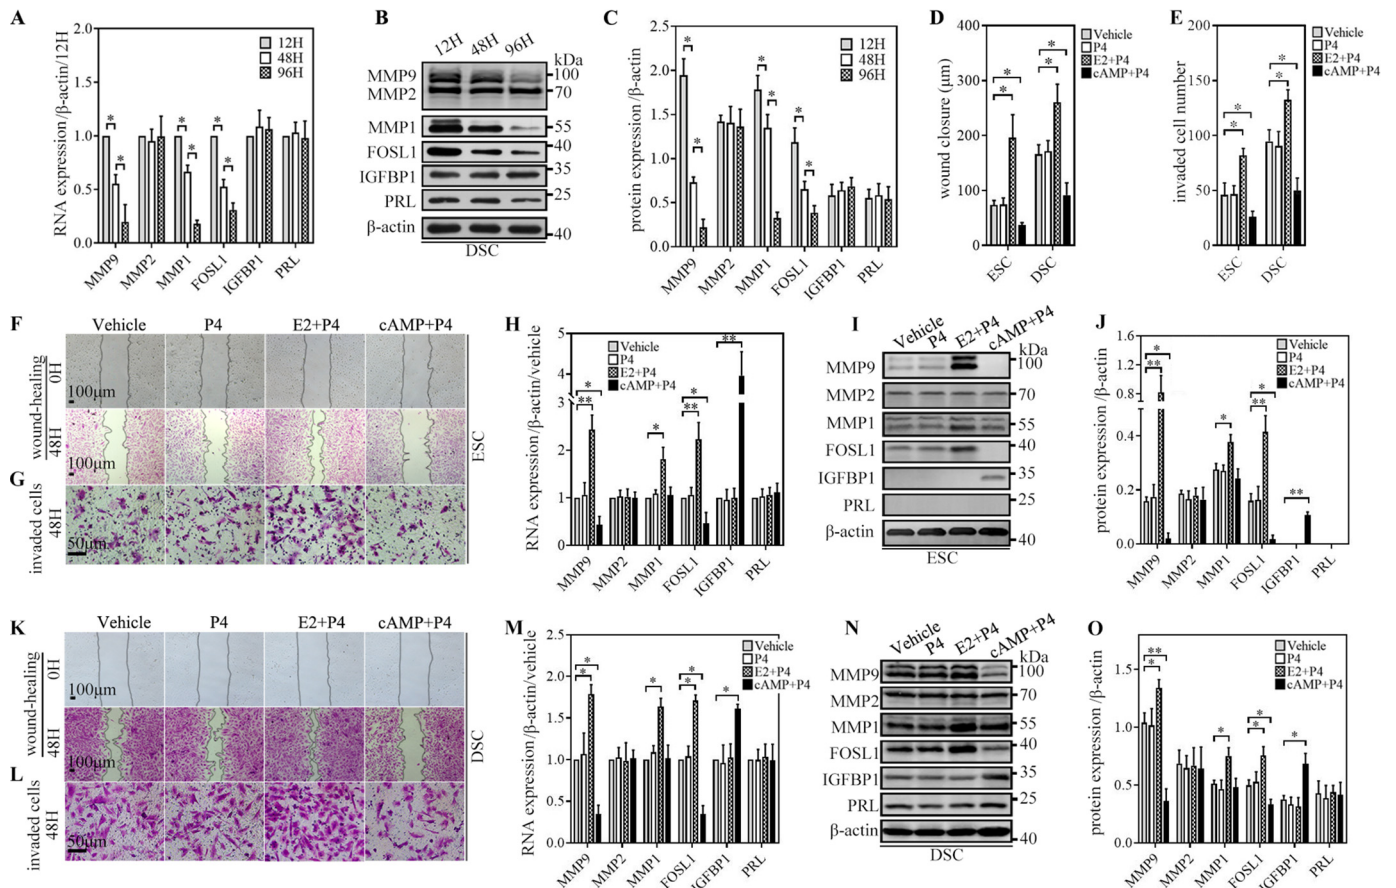 A
RNA expression/β-actin/12H
2.0
1.5
1.0
0.5
0.0
12H
48H
96H
* * * * * *
MMP9 MMP2 MMP1 FOSL1 IGFBP1 PRL
B
12H 48H 96H
kDa
MMP9 100
MMP2 70
MMP1 55
FOSL1 40
35
IGFBP1
PRL 25
β-actin
40
DSC
C
protein expression/β-actin
2.5
2.0
1.5
1.0
0.5
0
12H
48H
96H
* * * * * *
MMP9 MMP2 MMP1 FOSL1 IGFBP1 PRL
D
wound closure (μm)
400
300
200
100
0
Vehicle
P4
E2+P4
cAMP+P4
* * * *
ESC DSC
E
invaded cell number
200
150
100
50
0
Vehicle
P4
E2+P4
cAMP+P4
* * * *
ESC DSC
F
Vehicle P4 E2+P4 cAMP+P4
wound-healing
0H
100μm
48H
100μm
G
invaded cells
48H
50μm
ESC
H
RNA expression/β-actin/vehicle
5
4
3
2
1
0
Vehicle
P4
E2+P4
cAMP+P4
* ** * * ** **
MMP9 MMP2 MMP1 FOSL1 IGFBP1 PRL
I
Vehicle P4 E2+P4 cAMP+P4
kDa
MMP9 100
MMP2 70
MMP1 55
FOSL1 40
IGFBP1 35
PRL 25
β-actin
40
ESC
J
protein expression/β-actin
1.6
1.2
0.8
0.4
0.0
Vehicle
P4
E2+P4
cAMP+P4
* ** * * ** **
MMP9 MMP2 MMP1 FOSL1 IGFBP1 PRL
K
Vehicle P4 E2+P4 cAMP+P4
wound-healing
0H
100μm
48H
100μm
L
invaded cells
48H
50μm
DSC
M
RNA expression/β-actin/vehicle
2.5
2.0
1.5
1.0
0.5
0.0
Vehicle
P4
E2+P4
cAMP+P4
* * * * * *
MMP9 MMP2 MMP1 FOSL1 IGFBP1 PRL
N
Vehicle P4 E2+P4 cAMP+P4
kDa
MMP9 100
MMP2 70
MMP1 55
FOSL1 40
IGFBP1 35
PRL 25
β-actin
40
DSC
O
protein expression/β-actin
1.5
1.0
0.5
0.0
Vehicle
P4
E2+P4
cAMP+P4
** * * * * *
MMP9 MMP2 MMP1 FOSL1 IGFBP1 PRL